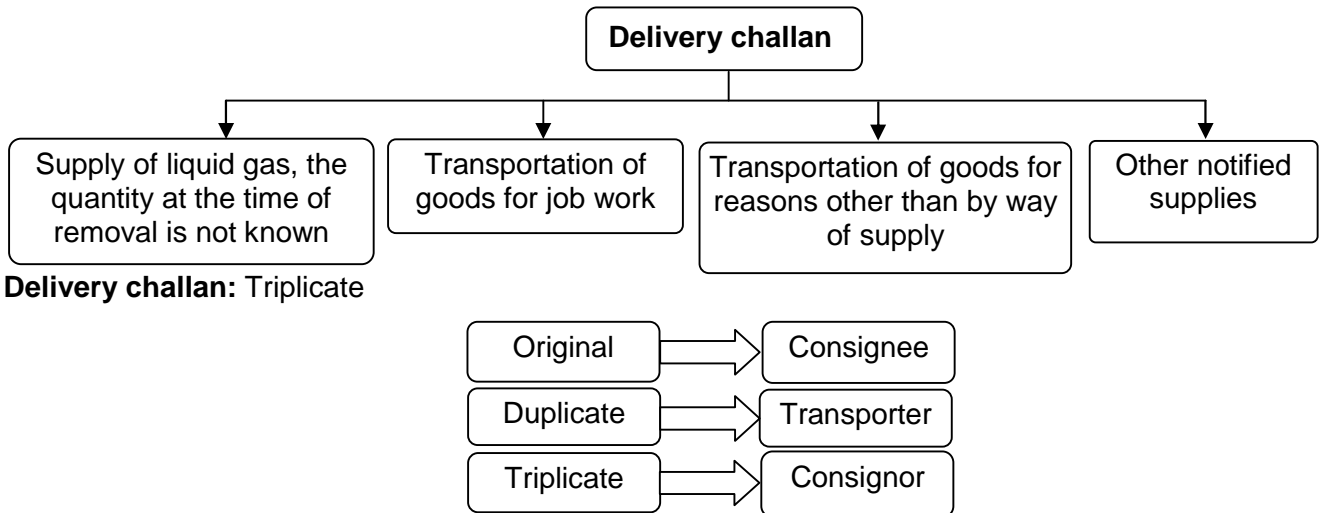 Delivery challan
Supply of liquid gas, the
quantity at the time of
removal is not known
Transportation of
goods for job work
Transportation of goods for
reasons other than by way
of supply
Other notified
supplies
Delivery challan: Triplicate
Original
Consignee
Duplicate
Transporter
Triplicate
Consignor